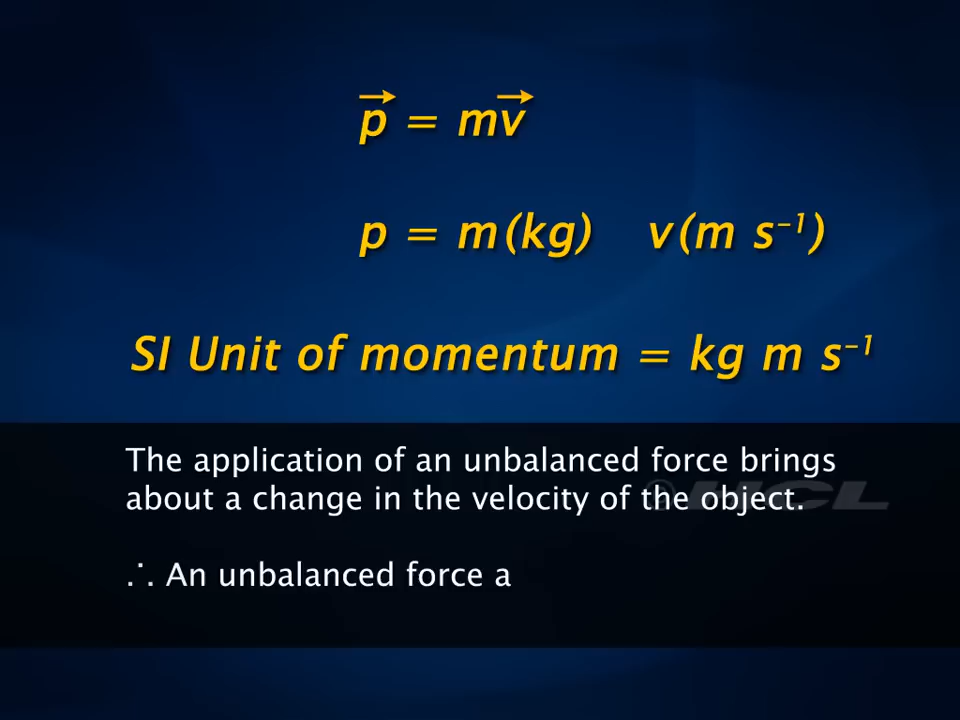 p⃗ = mv⃗
p = m(kg) v(m s⁻¹)
SI Unit of momentum = kg m s⁻¹
The application of an unbalanced force brings
about a change in the velocity of the object.
∴ An unbalanced force a